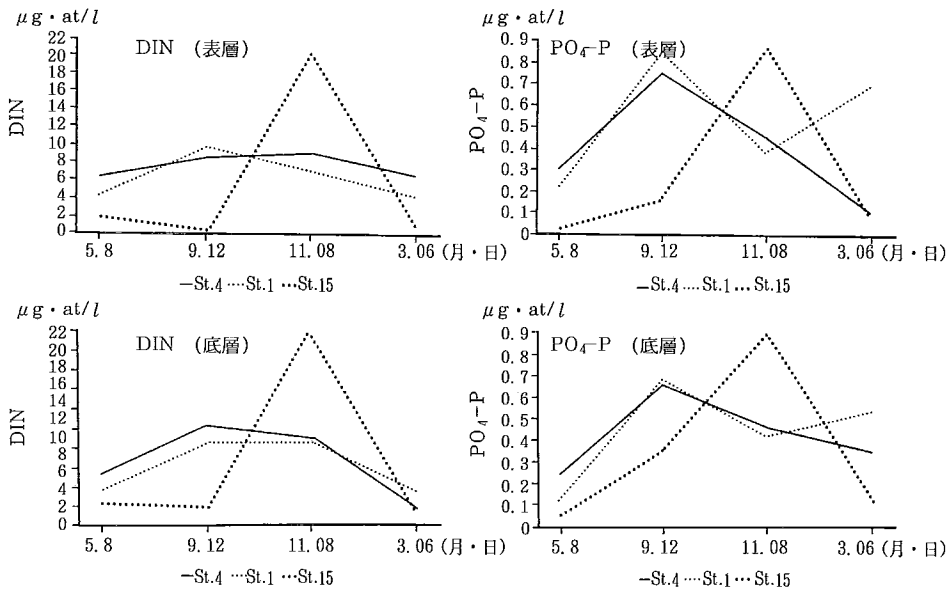 μg・at/l
DIN (表層)
DIN
22
20
18
16
14
12
10
8
6
4
2
0
5.8 9.12 11.08 3.06(月・日)
—St.4 ····St.1 •••St.15
μg・at/l
PO₄-P (表層)
PO₄-P
0.9
0.8
0.7
0.6
0.5
0.4
0.3
0.2
0.1
0
5.8 9.12 11.08 3.06(月・日)
—St.4 ····St.1 •••St.15
μg・at/l
DIN (底層)
DIN
22
20
18
16
14
12
10
8
6
4
2
0
5.8 9.12 11.08 3.06(月・日)
—St.4 ····St.1 •••St.15
μg・at/l
PO₄-P (底層)
PO₄-P
0.9
0.8
0.7
0.6
0.5
0.4
0.3
0.2
0.1
0
5.8 9.12 11.08 3.06(月・日)
—St.4 ····St.1 •••St.15